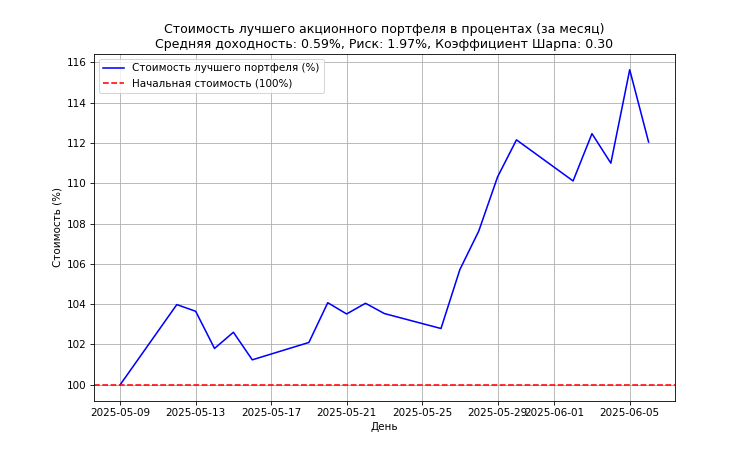 Стоимость лучшего акционного портфеля в процентах (за месяц)
Средняя доходность: 0.59%, Риск: 1.97%, Коэффициент Шарпа: 0.30
Стоимость лучшего портфеля (%)
Начальная стоимость (100%)
Стоимость (%)
116
114
112
110
108
106
104
102
100
2025-05-09 2025-05-13 2025-05-17 2025-05-21 2025-05-25 2025-05-29 2025-06-01 2025-06-05
День